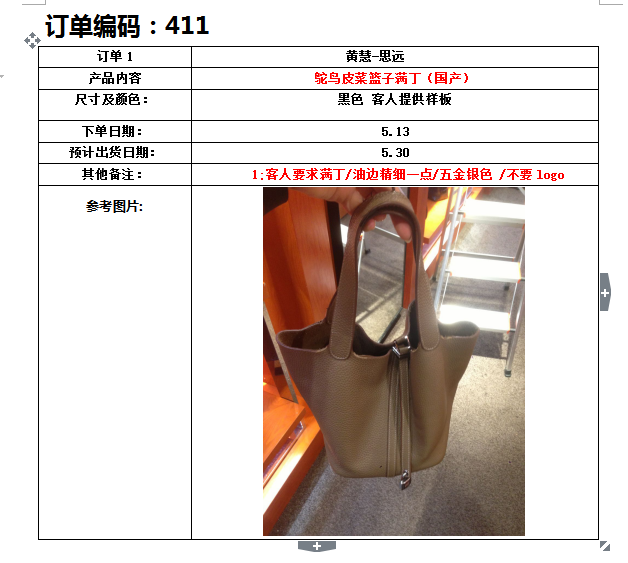 订单编码：411
订单 1 黄慧-思远
产品内容 鸵鸟皮菜篮子满丁（国产）
尺寸及颜色： 黑色 客人提供样板
下单日期： 5.13
预计出货日期： 5.30
其他备注： 1;客人要求满丁/油边精细一点/五金银色 /不要 logo
参考图片: